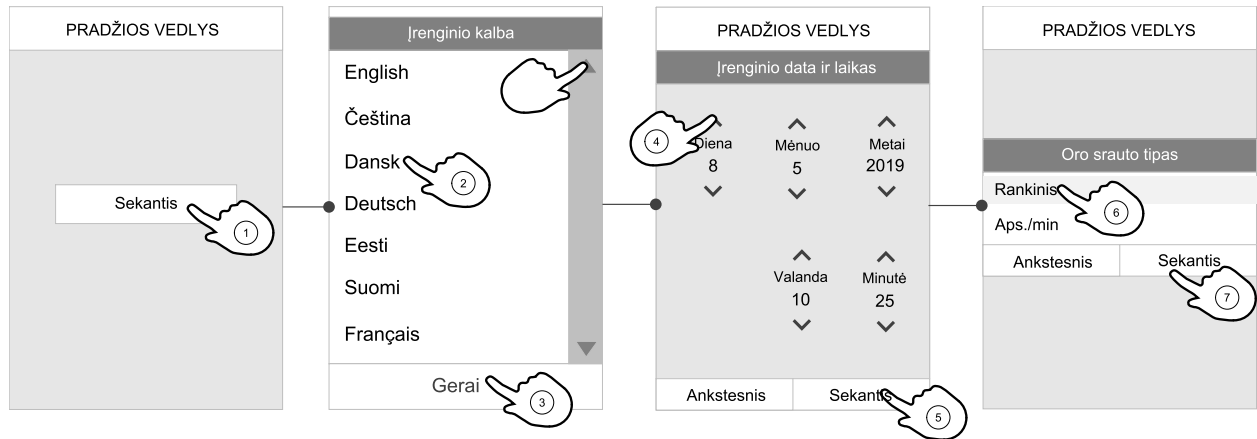 PRADŽIOS VEDLYS
Sekantis
1
Įrenginio kalba
English
Čeština
Dansk
2
Deutsch
Eesti
Suomi
Français
Gerai
3
PRADŽIOS VEDLYS
Įrenginio data ir laikas
4
Diena Mėnuo Metai
8 5 2019
Valanda Minutė
10 25
Ankstesnis Sekantis
5
PRADŽIOS VEDLYS
Oro srauto tipas
Rankinis
6
Aps./min
Ankstesnis Sekantis
7